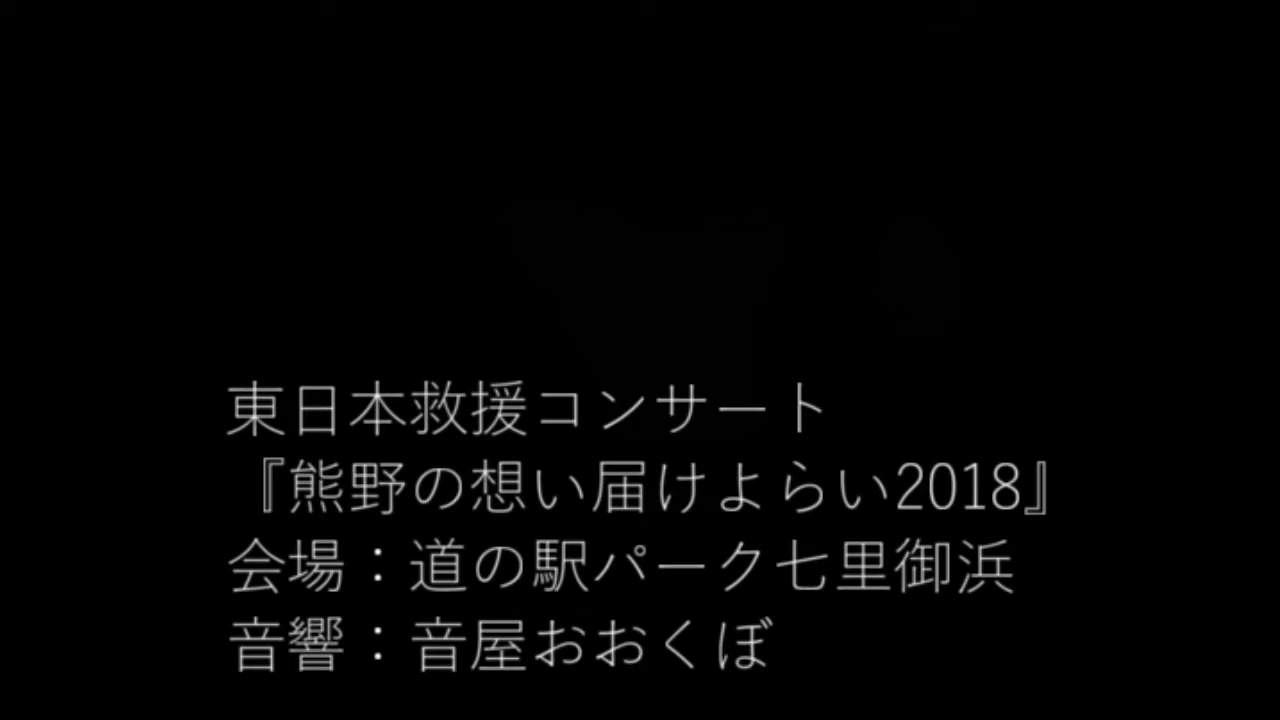 東日本救援コンサート
『熊野の想い届けよらい2018』
会場：道の駅パーク七里御浜
音響：音屋おおくぼ